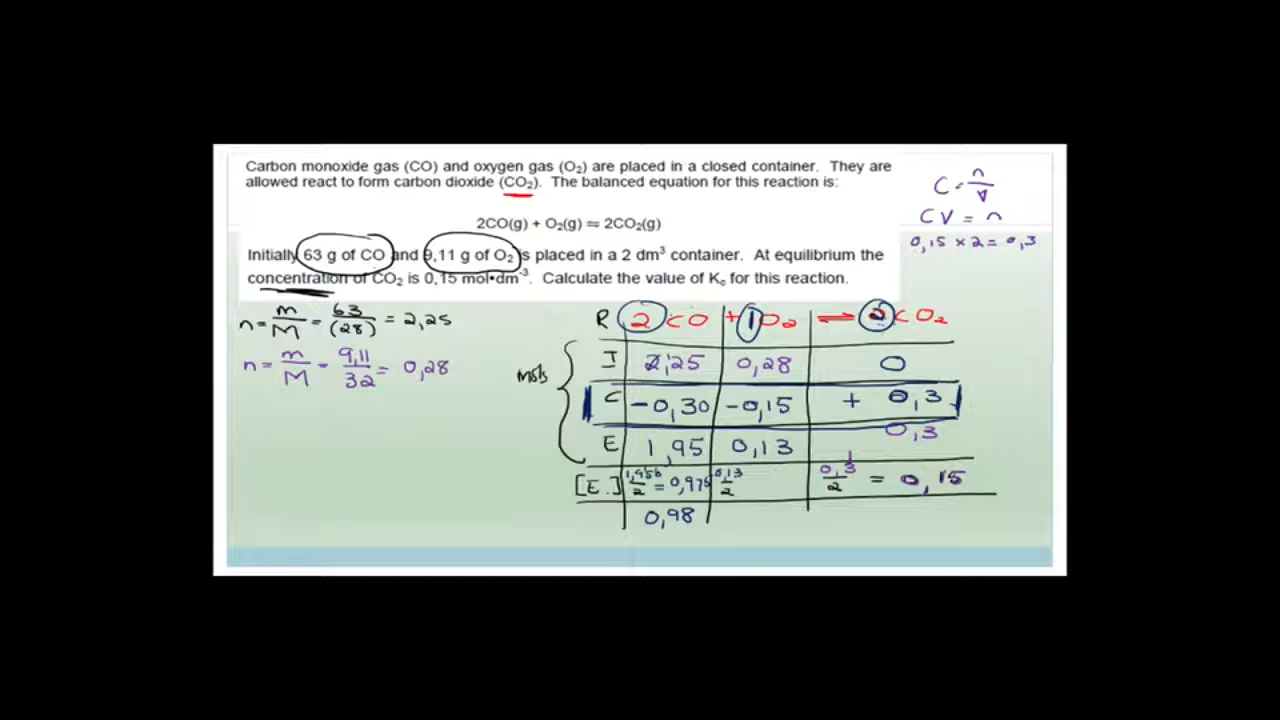 Carbon monoxide gas (CO) and oxygen gas (O₂) are placed in a closed container. They are
allowed react to form carbon dioxide (CO₂). The balanced equation for this reaction is:
2CO(g) + O₂(g) ⇌ 2CO₂(g)
Initially 63 g of CO and 9,11 g of O₂ is placed in a 2 dm³ container. At equilibrium the
concentration of CO₂ is 0,15 mol•dm⁻³. Calculate the value of Kc for this reaction.
C = n/V
CV = n
0,15 × 2 = 0,3
n = m/M = 63/(28) = 2,25
n = m/M = 9,11/32 = 0,28
mols
R 2CO + 1O₂ ⇌ 2CO₂
I 2,25 0,28 0
C -0,30 -0,15 + 0,3
E 1,95 0,13 0,3
[E.] /2 = 0,975 0,13/2 0,3/2 = 0,15
0,98